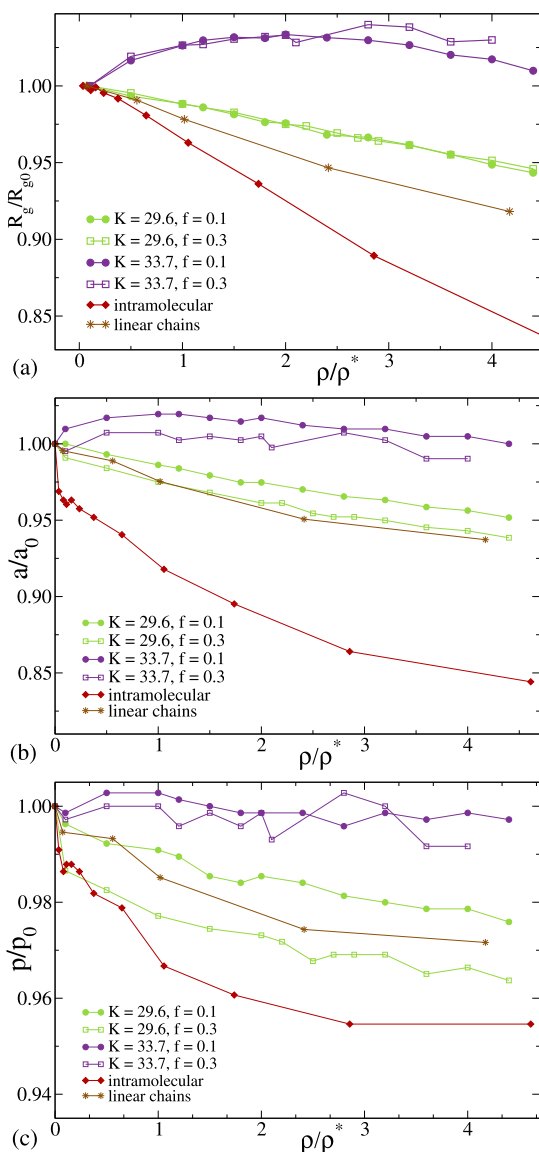 R_g/R_g0
1.00
0.95
0.90
0.85
K = 29.6, f = 0.1
K = 29.6, f = 0.3
K = 33.7, f = 0.1
K = 33.7, f = 0.3
intramolecular
linear chains
0 1 2 3 4
(a) ρ/ρ*
a/a_0
1.00
0.95
0.90
0.85
K = 29.6, f = 0.1
K = 29.6, f = 0.3
K = 33.7, f = 0.1
K = 33.7, f = 0.3
intramolecular
linear chains
0 1 2 3 4
(b) ρ/ρ*
p/p_0
1.00
0.98
0.96
0.94
K = 29.6, f = 0.1
K = 29.6, f = 0.3
K = 33.7, f = 0.1
K = 33.7, f = 0.3
intramolecular
linear chains
0 1 2 3 4
(c) ρ/ρ*